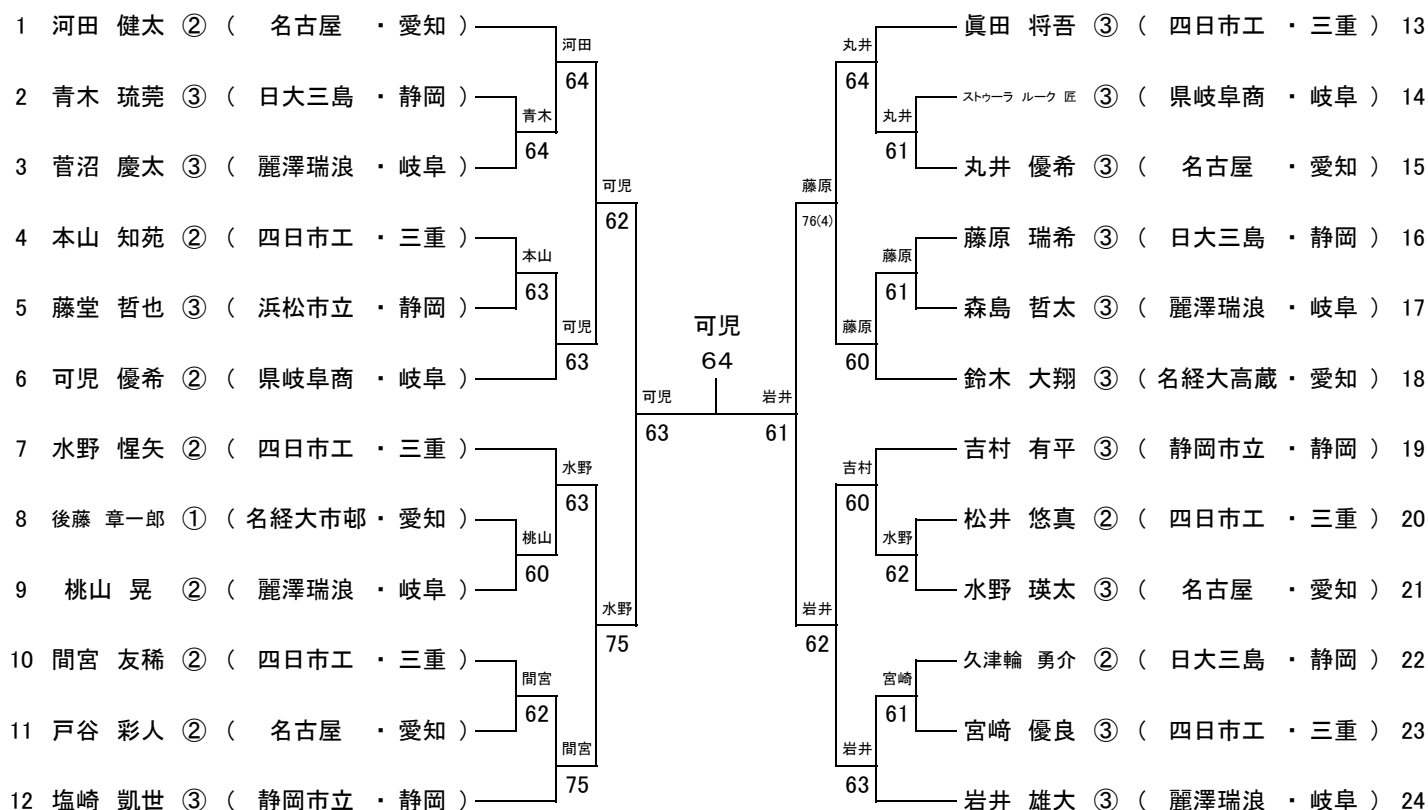 1 河田 健太 ② ( 名古屋 ・ 愛知 )
2 青木 琉莞 ③ ( 日大三島 ・ 静岡 )
3 菅沼 慶太 ③ ( 麗澤瑞浪 ・ 岐阜 )
4 本山 知苑 ② ( 四日市工 ・ 三重 )
5 藤堂 哲也 ③ ( 浜松市立 ・ 静岡 )
6 可児 優希 ② ( 県岐阜商 ・ 岐阜 )
7 水野 惺矢 ② ( 四日市工 ・ 三重 )
8 後藤 章一郎 ① ( 名経大市邨 ・ 愛知 )
9 桃山 晃 ② ( 麗澤瑞浪 ・ 岐阜 )
10 間宮 友稀 ② ( 四日市工 ・ 三重 )
11 戸谷 彩人 ② ( 名古屋 ・ 愛知 )
12 塩崎 凱世 ③ ( 静岡市立 ・ 静岡 )
河田
64
青木
64
可児
62
本山
63
可児
63
可児
63
水野
63
桃山
60
水野
75
間宮
62
間宮
75
可児
64
丸井
64
丸井
61
藤原
76(4)
藤原
61
藤原
60
岩井
61
吉村
60
水野
62
岩井
62
宮崎
61
岩井
63
眞田 将吾 ③ ( 四日市工 ・ 三重 ) 13
ストゥーラ ルーク 匠 ③ ( 県岐阜商 ・ 岐阜 ) 14
丸井 優希 ③ ( 名古屋 ・ 愛知 ) 15
藤原 瑞希 ③ ( 日大三島 ・ 静岡 ) 16
森島 哲太 ③ ( 麗澤瑞浪 ・ 岐阜 ) 17
鈴木 大翔 ③ ( 名経大高蔵 ・ 愛知 ) 18
吉村 有平 ③ ( 静岡市立 ・ 静岡 ) 19
松井 悠真 ② ( 四日市工 ・ 三重 ) 20
水野 瑛太 ③ ( 名古屋 ・ 愛知 ) 21
久津輪 勇介 ② ( 日大三島 ・ 静岡 ) 22
宮﨑 優良 ③ ( 四日市工 ・ 三重 ) 23
岩井 雄大 ③ ( 麗澤瑞浪 ・ 岐阜 ) 24